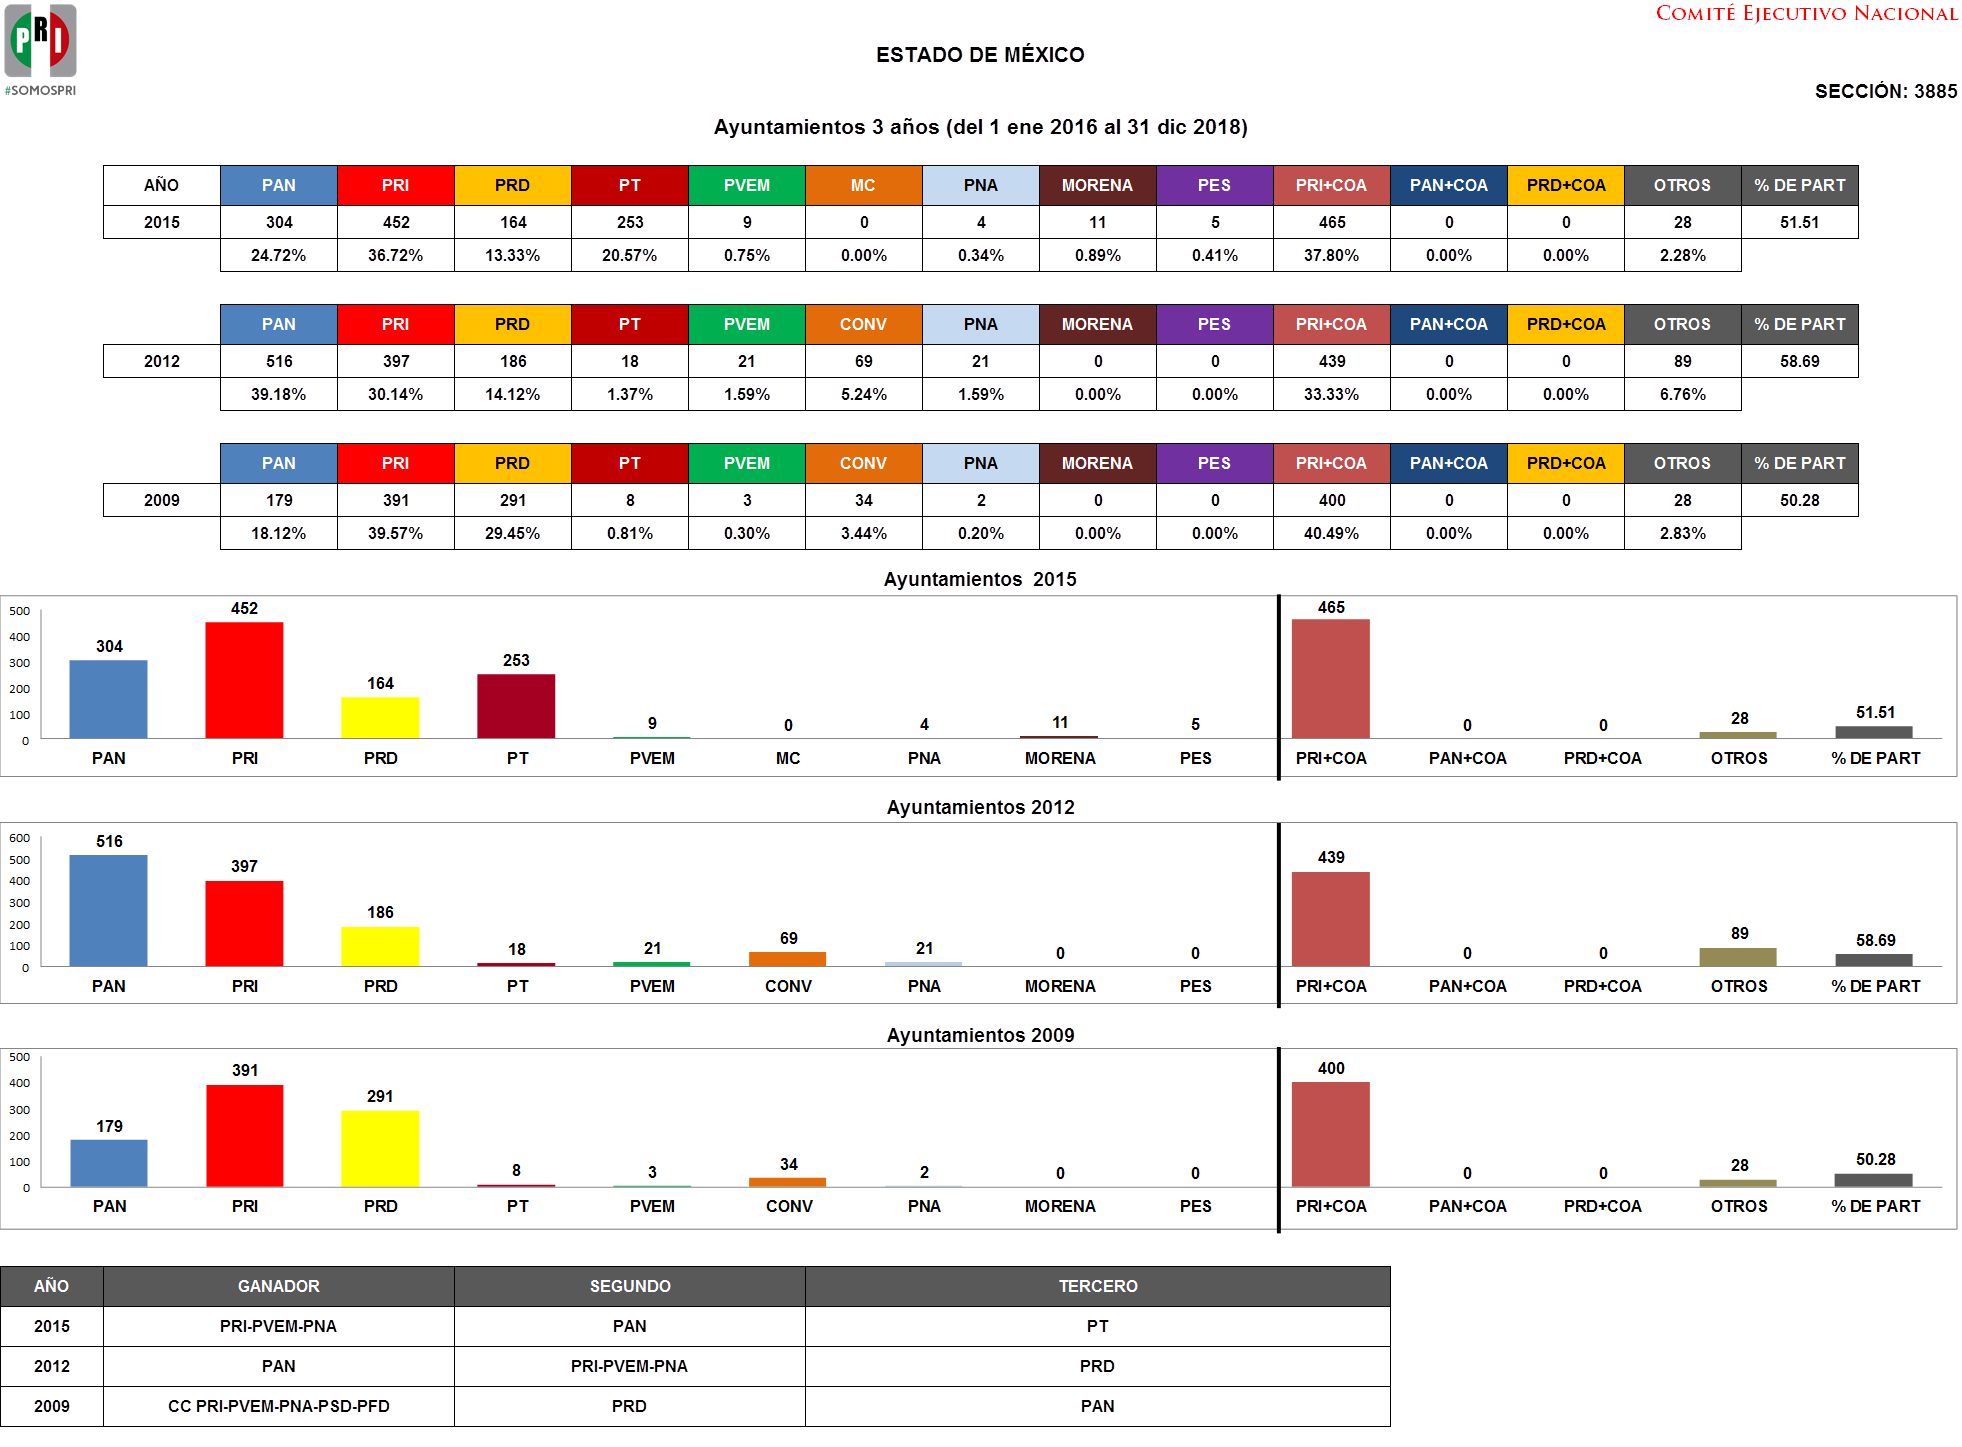 PRI
#SOMOSPRI
COMITÉ EJECUTIVO NACIONAL
ESTADO DE MÉXICO
SECCIÓN: 3885
Ayuntamientos 3 años (del 1 ene 2016 al 31 dic 2018)
AÑO PAN PRI PRD PT PVEM MC PNA MORENA PES PRI+COA PAN+COA PRD+COA OTROS % DE PART
2015 304 452 164 253 9 0 4 11 5 465 0 0 28 51.51
24.72% 36.72% 13.33% 20.57% 0.75% 0.00% 0.34% 0.89% 0.41% 37.80% 0.00% 0.00% 2.28%
PAN PRI PRD PT PVEM CONV PNA MORENA PES PRI+COA PAN+COA PRD+COA OTROS % DE PART
2012 516 397 186 18 21 69 21 0 0 439 0 0 89 58.69
39.18% 30.14% 14.12% 1.37% 1.59% 5.24% 1.59% 0.00% 0.00% 33.33% 0.00% 0.00% 6.76%
PAN PRI PRD PT PVEM CONV PNA MORENA PES PRI+COA PAN+COA PRD+COA OTROS % DE PART
2009 179 391 291 8 3 34 2 0 0 400 0 0 28 50.28
18.12% 39.57% 29.45% 0.81% 0.30% 3.44% 0.20% 0.00% 0.00% 40.49% 0.00% 0.00% 2.83%
Ayuntamientos 2015
500
400
300
200
100
0
304 452 164 253 9 0 4 11 5 465 0 0 28 51.51
PAN PRI PRD PT PVEM MC PNA MORENA PES PRI+COA PAN+COA PRD+COA OTROS % DE PART
Ayuntamientos 2012
600
500
400
300
200
100
0
516 397 186 18 21 69 21 0 0 439 0 0 89 58.69
PAN PRI PRD PT PVEM CONV PNA MORENA PES PRI+COA PAN+COA PRD+COA OTROS % DE PART
Ayuntamientos 2009
500
400
300
200
100
0
179 391 291 8 3 34 2 0 0 400 0 0 28 50.28
PAN PRI PRD PT PVEM CONV PNA MORENA PES PRI+COA PAN+COA PRD+COA OTROS % DE PART
AÑO GANADOR SEGUNDO TERCERO
2015 PRI-PVEM-PNA PAN PT
2012 PAN PRI-PVEM-PNA PRD
2009 CC PRI-PVEM-PNA-PSD-PFD PRD PAN